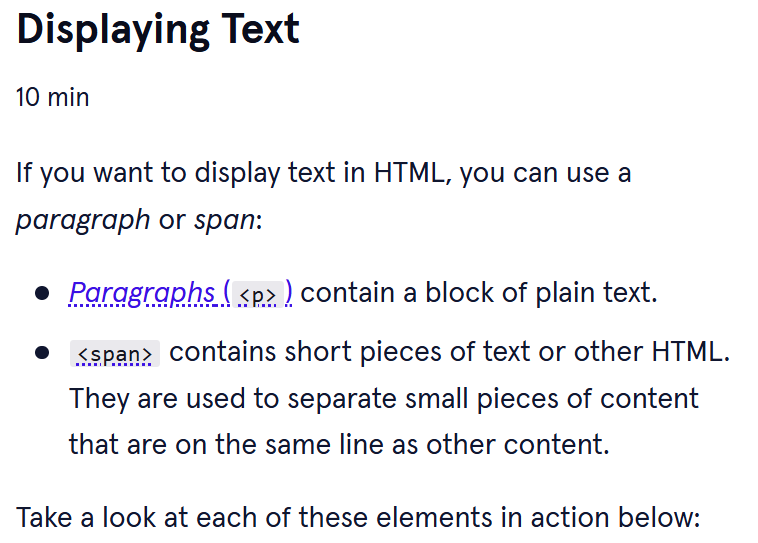 Displaying Text
10 min
If you want to display text in HTML, you can use a
paragraph or span:
Paragraphs (<p>) contain a block of plain text.
<span> contains short pieces of text or other HTML.
They are used to separate small pieces of content
that are on the same line as other content.
Take a look at each of these elements in action below: